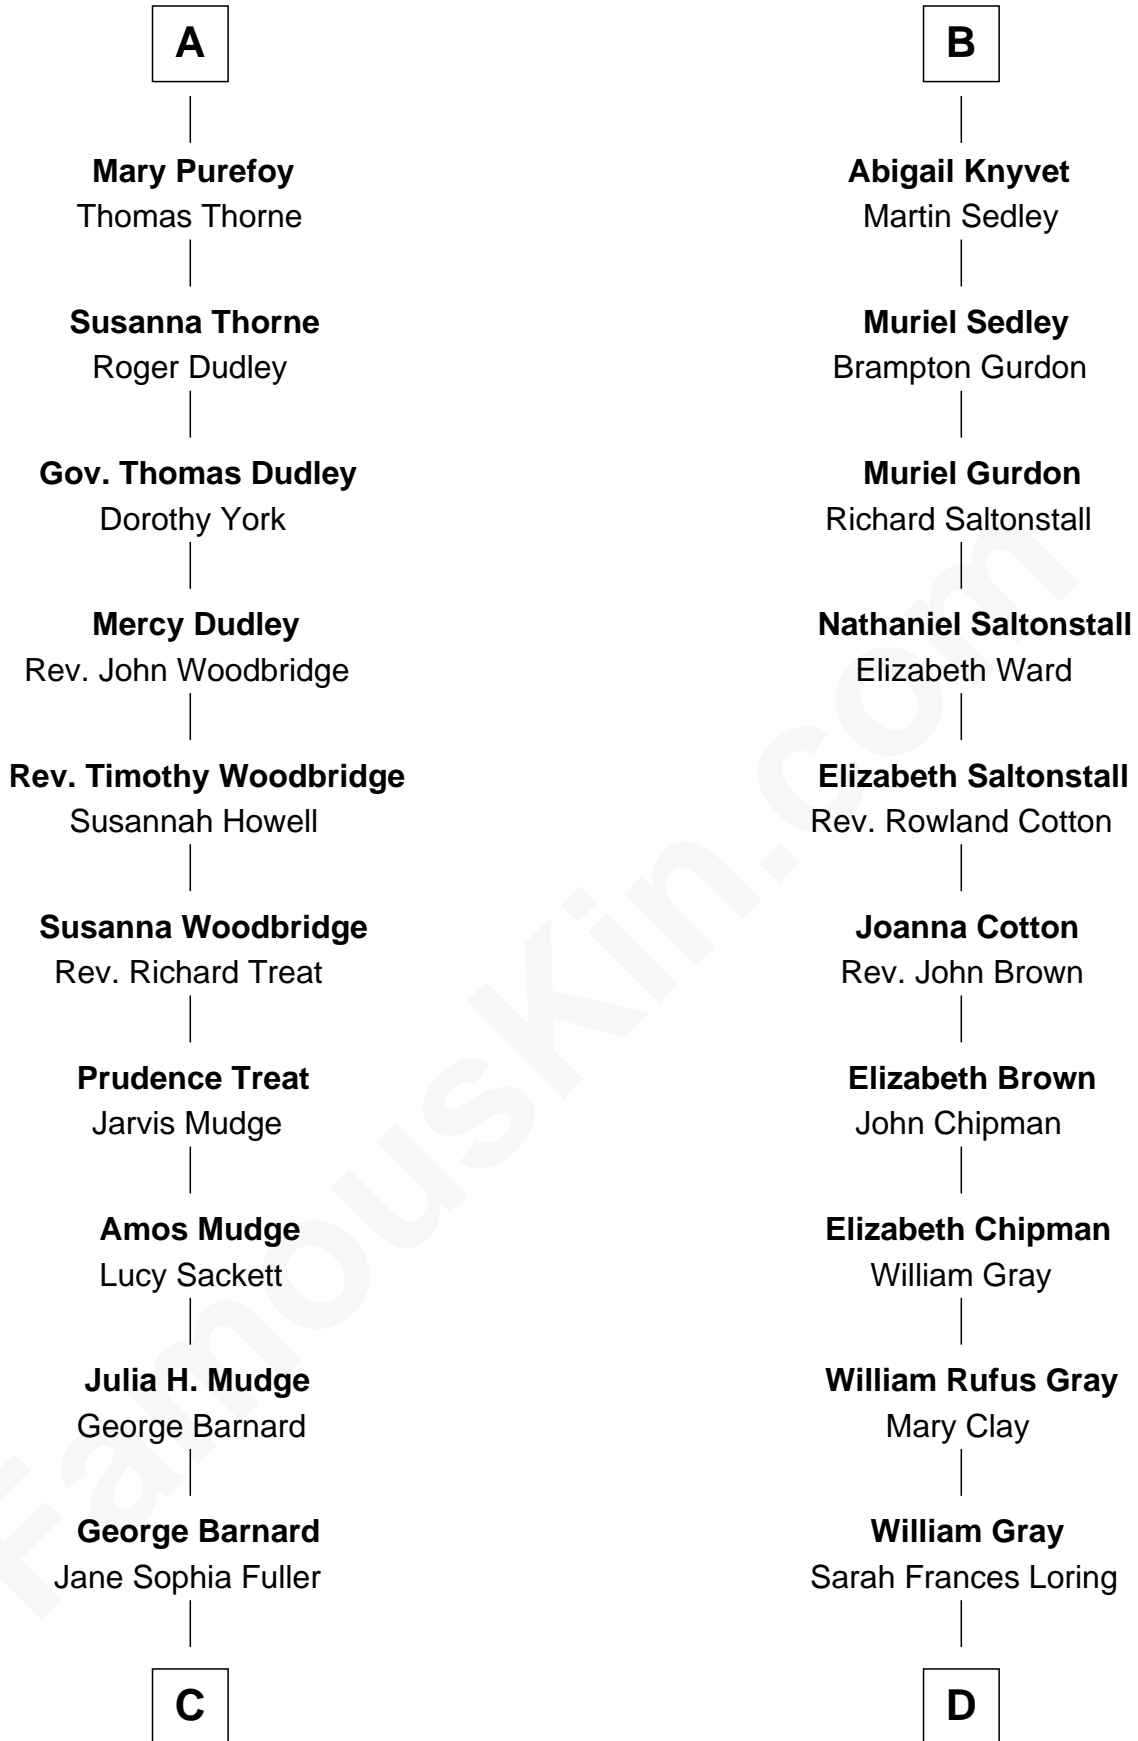 A
Mary Purefoy
Thomas Thorne
Susanna Thorne
Roger Dudley
Gov. Thomas Dudley
Dorothy York
Mercy Dudley
Rev. John Woodbridge
Rev. Timothy Woodbridge
Susannah Howell
Susanna Woodbridge
Rev. Richard Treat
Prudence Treat
Jarvis Mudge
Amos Mudge
Lucy Sackett
Julia H. Mudge
George Barnard
George Barnard
Jane Sophia Fuller
C
B
Abigail Knyvet
Martin Sedley
Muriel Sedley
Brampton Gurdon
Muriel Gurdon
Richard Saltonstall
Nathaniel Saltonstall
Elizabeth Ward
Elizabeth Saltonstall
Rev. Rowland Cotton
Joanna Cotton
Rev. John Brown
Elizabeth Brown
John Chipman
Elizabeth Chipman
William Gray
William Rufus Gray
Mary Clay
William Gray
Sarah Frances Loring
D
FamousKin.com